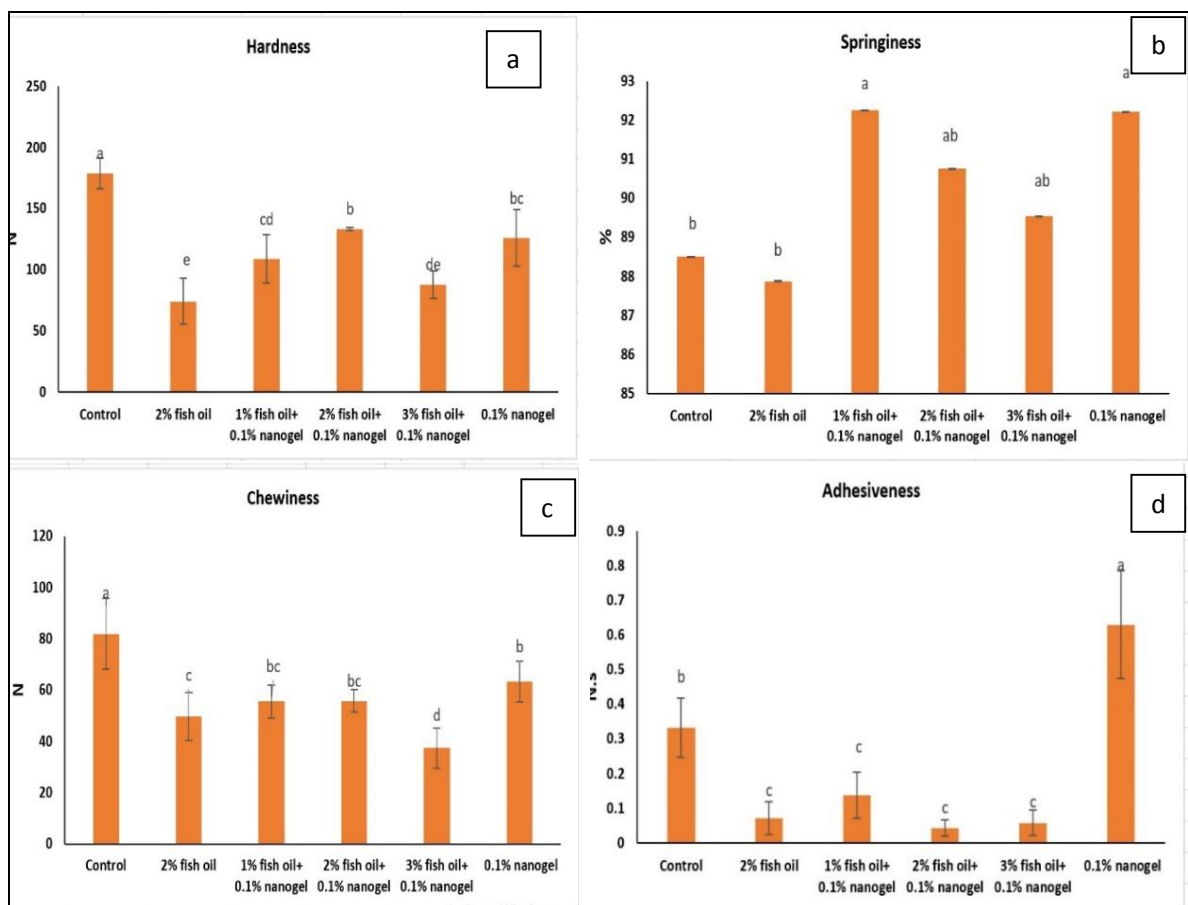 Hardness
a
250
200
150
100
50
0
N
a
e
cd
b
de
bc
Control
2% fish oil
1% fish oil+
0.1% nanogel
2% fish oil+
0.1% nanogel
3% fish oil+
0.1% nanogel
0.1% nanogel
Springiness
b
93
92
91
90
89
88
87
86
85
%
b
b
a
ab
ab
a
Control
2% fish oil
1% fish oil+
0.1% nanogel
2% fish oil+
0.1% nanogel
3% fish oil+
0.1% nanogel
0.1% nanogel
Chewiness
c
120
100
80
60
40
20
0
N
a
c
bc
bc
d
b
Control
2% fish oil
1% fish oil+
0.1% nanogel
2% fish oil+
0.1% nanogel
3% fish oil+
0.1% nanogel
0.1% nanogel
Adhesiveness
d
0.9
0.8
0.7
0.6
0.5
0.4
0.3
0.2
0.1
0
N.s
b
c
c
c
c
a
Control
2% fish oil
1% fish oil+
0.1% nanogel
2% fish oil+
0.1% nanogel
3% fish oil+
0.1% nanogel
0.1% nanogel